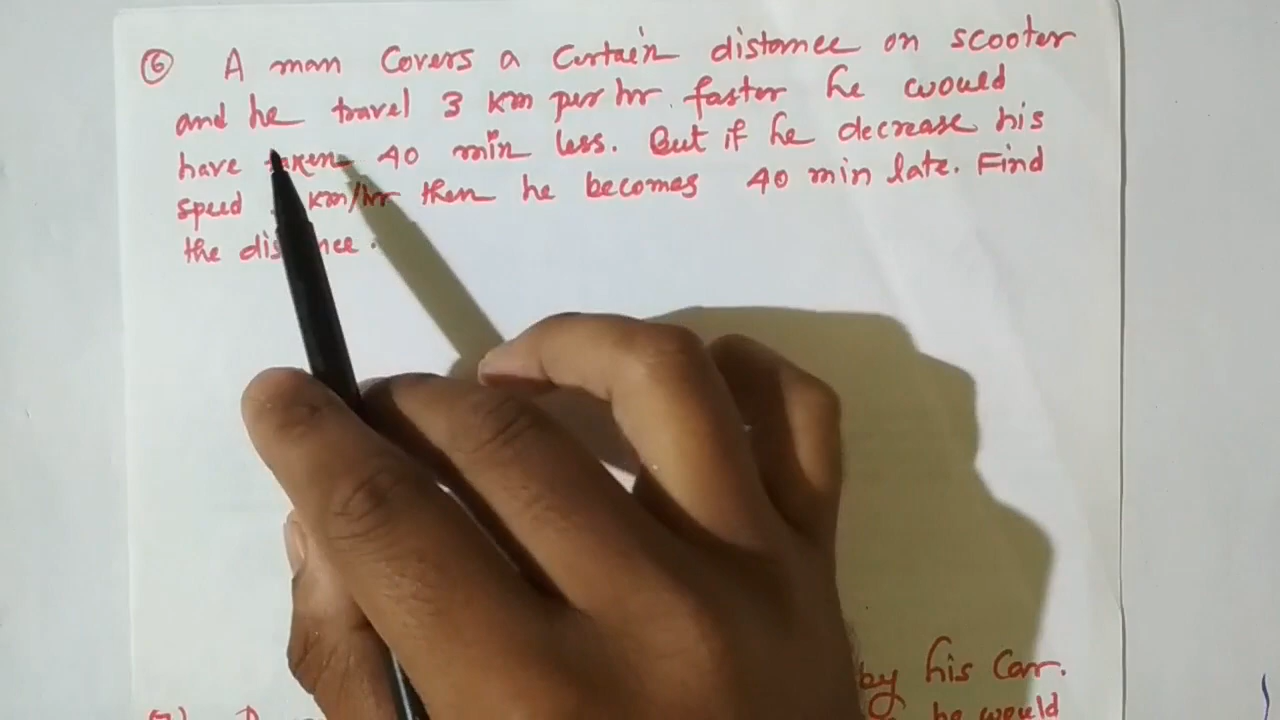 ⑥ A man Covers a Certain distance on scooter
and he travel 3 km per hr faster he would
have taken 40 min less. But if he decrease his
speed km/hr then he becomes 40 min late. Find
the distance.
by his Car.
he would